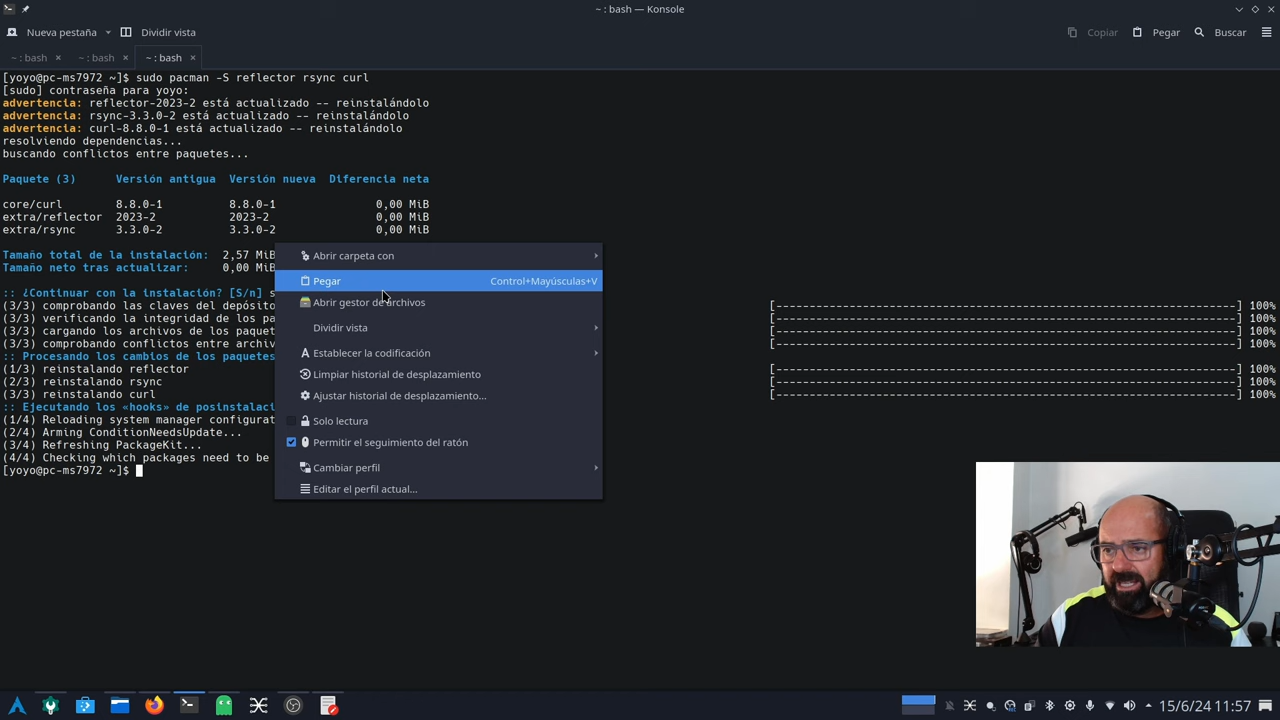 ~ : bash — Konsole
Nueva pestaña
Dividir vista
Copiar
Pegar
Buscar
~ : bash
~ : bash
~ : bash
[yoyo@pc-ms7972 ~]$ sudo pacman -S reflector rsync curl
[sudo] contraseña para yoyo:
advertencia: reflector-2023-2 está actualizado -- reinstalándolo
advertencia: rsync-3.3.0-2 está actualizado -- reinstalándolo
advertencia: curl-8.8.0-1 está actualizado -- reinstalándolo
resolviendo dependencias...
buscando conflictos entre paquetes...
Paquete (3) Versión antigua Versión nueva Diferencia neta
core/curl 8.8.0-1 8.8.0-1 0,00 MiB
extra/reflector 2023-2 2023-2 0,00 MiB
extra/rsync 3.3.0-2 3.3.0-2 0,00 MiB
Tamaño total de la instalación: 2,57 MiB
Tamaño neto tras actualizar: 0,00 MiB
:: ¿Continuar con la instalación? [S/n] s
(3/3) comprobando las claves del depósito [----------] 100%
(3/3) verificando la integridad de los pa [----------] 100%
(3/3) cargando los archivos de los paquet [----------] 100%
(3/3) comprobando conflictos entre archiv [----------] 100%
:: Procesando los cambios de los paquetes
(1/3) reinstalando reflector [----------] 100%
(2/3) reinstalando rsync [----------] 100%
(3/3) reinstalando curl [----------] 100%
:: Ejecutando los «hooks» de posinstalaci
(1/4) Reloading system manager configurat
(2/4) Arming ConditionNeedsUpdate...
(3/4) Refreshing PackageKit...
(4/4) Checking which packages need to be
[yoyo@pc-ms7972 ~]$
Abrir carpeta con
Pegar Control+Mayúsculas+V
Abrir gestor de archivos
Dividir vista
Establecer la codificación
Limpiar historial de desplazamiento
Ajustar historial de desplazamiento...
Solo lectura
Permitir el seguimiento del ratón
Cambiar perfil
Editar el perfil actual...
15/6/24 11:57